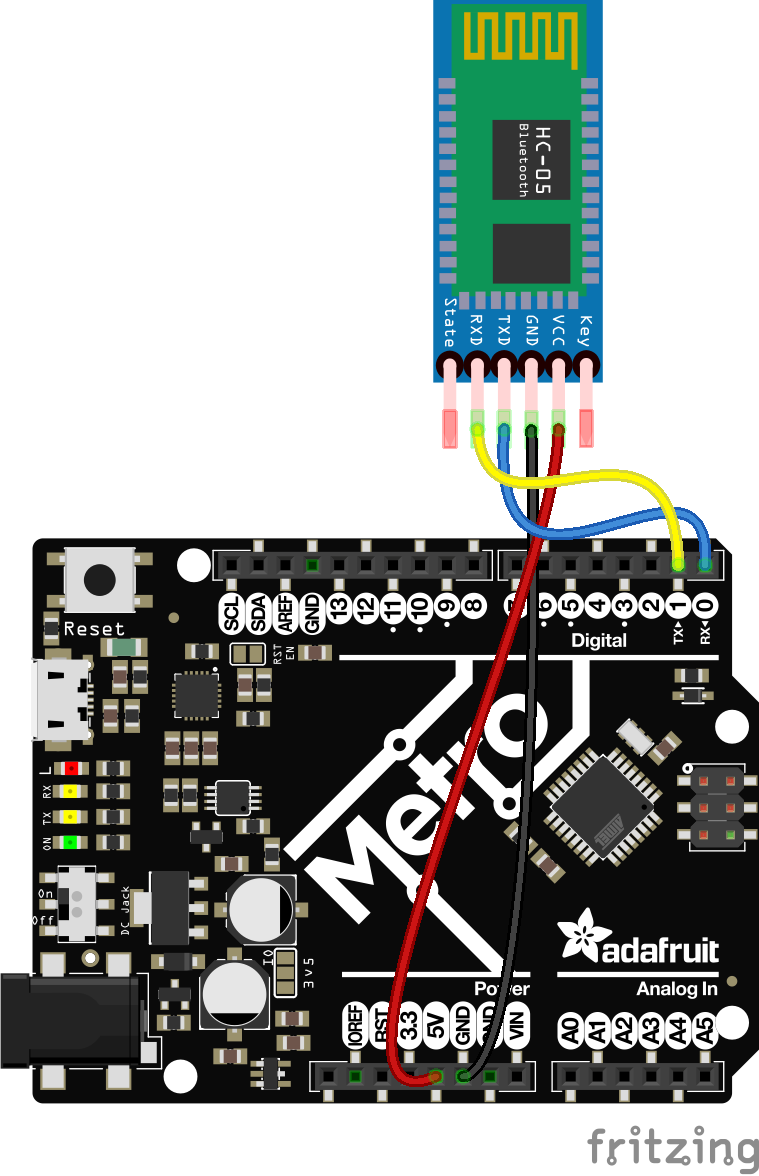 HC-05
Bluetooth
State
RXD
TXD
GND
VCC
Key
SCL
SDA
AREF
GND
13
12
11
10
9
8
7
6
5
4
3
2
1
0
TX▸
RX◂
Digital
Reset
RST
EN
L
RX
TX
ON
Metro
Atmel
On
Off
DC Jack
IO
3V5
adafruit
Power
Analog In
IOREF
RST
3.3
5V
GND
GND
VIN
A0
A1
A2
A3
A4
A5
fritzing